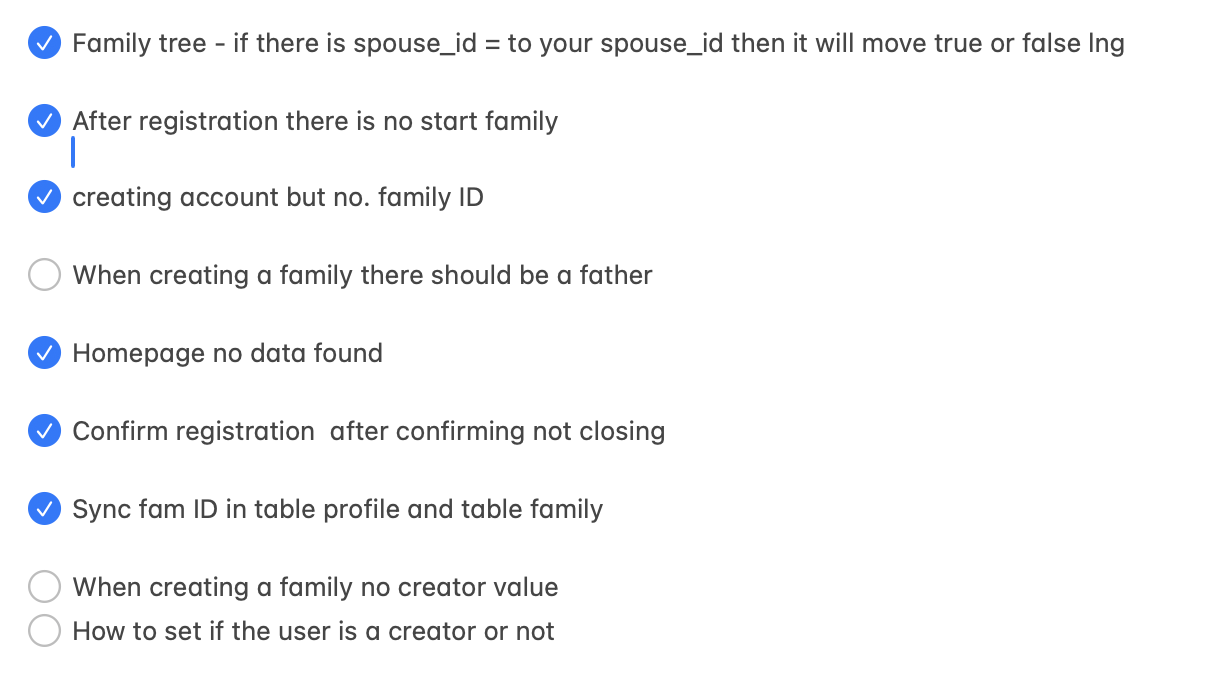 Family tree - if there is spouse_id = to your spouse_id then it will move true or false lng
After registration there is no start family
creating account but no. family ID
When creating a family there should be a father
Homepage no data found
Confirm registration  after confirming not closing
Sync fam ID in table profile and table family
When creating a family no creator value
How to set if the user is a creator or not